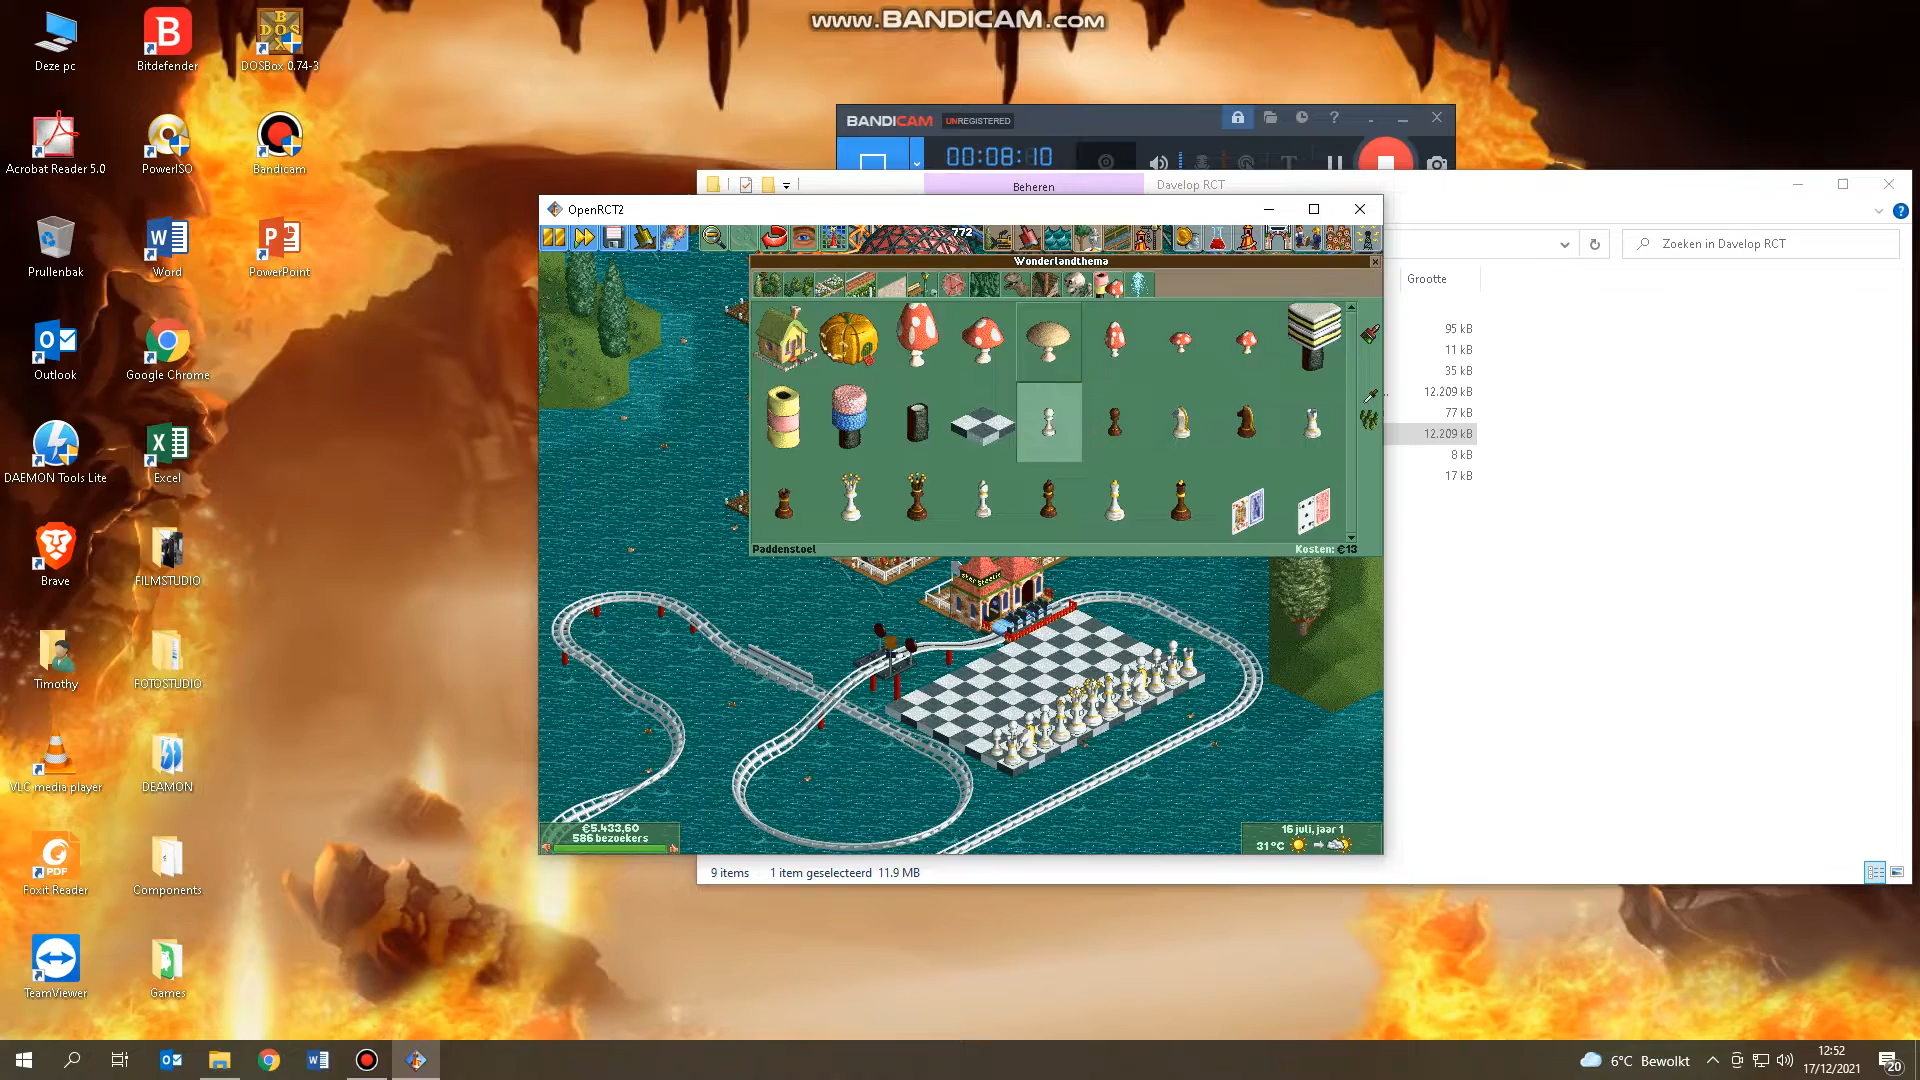 www.BANDICAM.com
Deze pc
Bitdefender
DOSBox 0.74-3
Acrobat Reader 5.0
PowerISO
Bandicam
Prullenbak
Word
PowerPoint
Outlook
Google Chrome
DAEMON Tools Lite
Excel
Brave
FILMSTUDIO
Timothy
FOTOSTUDIO
VLC media player
DEAMON
Foxit Reader
Components
TeamViewer
Games
BANDICAM UNREGISTERED
00:08:10
Beheren
Davelop RCT
Zoeken in Davelop RCT
Grootte
95 kB
11 kB
35 kB
12.209 kB
77 kB
12.209 kB
8 kB
17 kB
9 items
1 item geselecteerd 11.9 MB
OpenRCT2
772
Wonderlandthema
Paddenstoel
Kosten: €13
€5.433,60
586 bezoekers
16 juli, jaar 1
31°C
6°C Bewolkt
12:52
17/12/2021
20